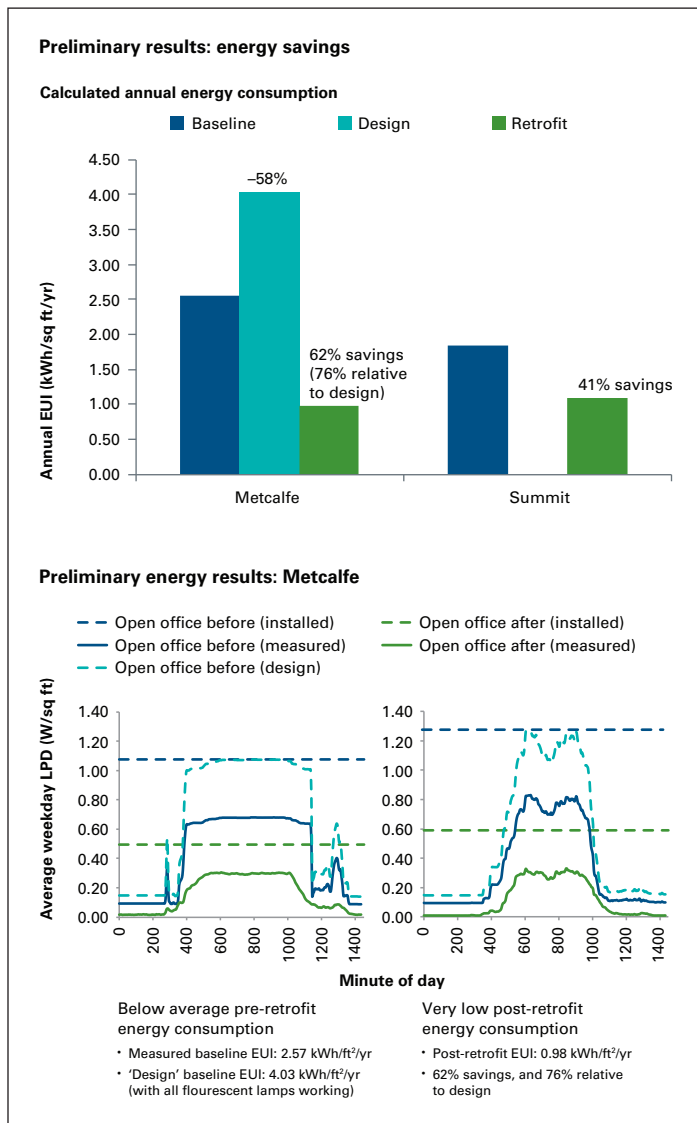 Preliminary results: energy savings
Calculated annual energy consumption
Baseline
Design
Retrofit
Annual EUI (kWh/sq ft/yr)
4.50
4.00
3.50
3.00
2.50
2.00
1.50
1.00
0.50
0.00
–58%
62% savings
(76% relative
to design)
41% savings
Metcalfe
Summit
Preliminary energy results: Metcalfe
Open office before (installed)
Open office before (measured)
Open office before (design)
Open office after (installed)
Open office after (measured)
Average weekday LPD (W/sq ft)
1.40
1.20
1.00
0.80
0.60
0.40
0.20
0.00
0
200
400
600
800
1000
1200
1400
1.40
1.20
1.00
0.80
0.60
0.40
0.20
0.00
0
200
400
600
800
1000
1200
1400
Minute of day
Below average pre-retrofit
energy consumption
• Measured baseline EUI: 2.57 kWh/ft²/yr
• ‘Design’ baseline EUI: 4.03 kWh/ft²/yr
(with all flourescent lamps working)
Very low post-retrofit
energy consumption
• Post-retrofit EUI: 0.98 kWh/ft²/yr
• 62% savings, and 76% relative
to design